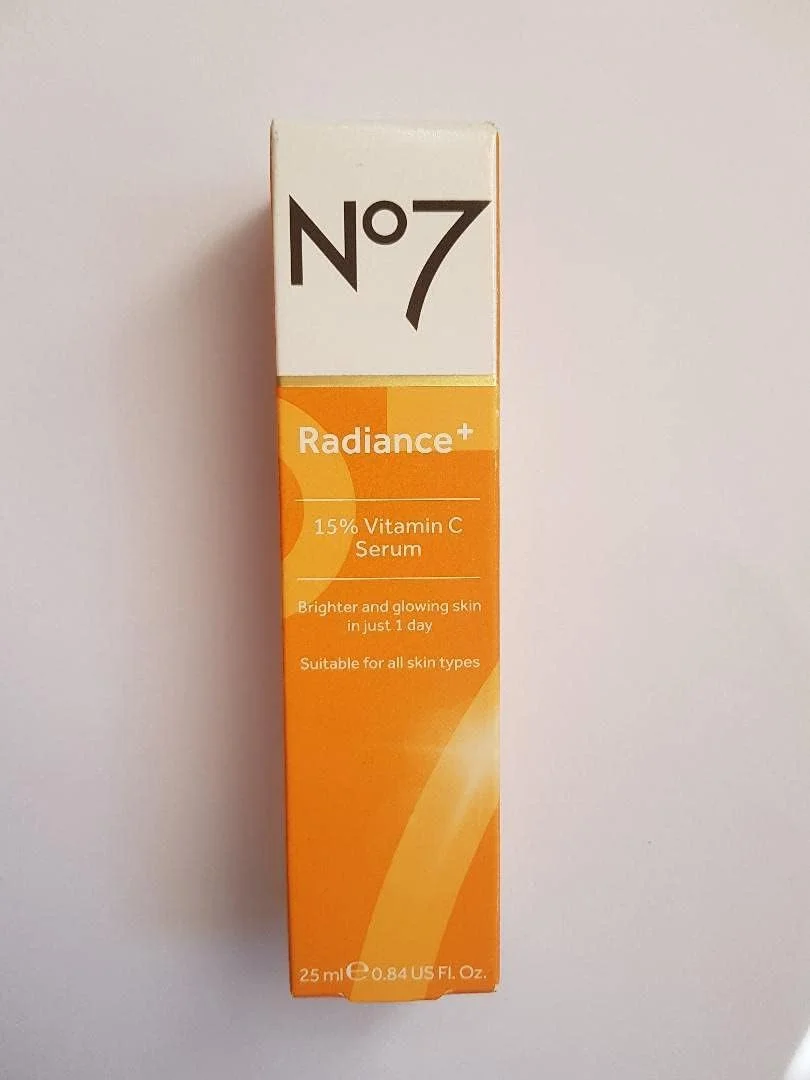 Nº7
Radiance+
15% Vitamin C
Serum
Brighter and glowing skin
in just 1 day
Suitable for all skin types
25 ml ℮ 0.84 US Fl. Oz.